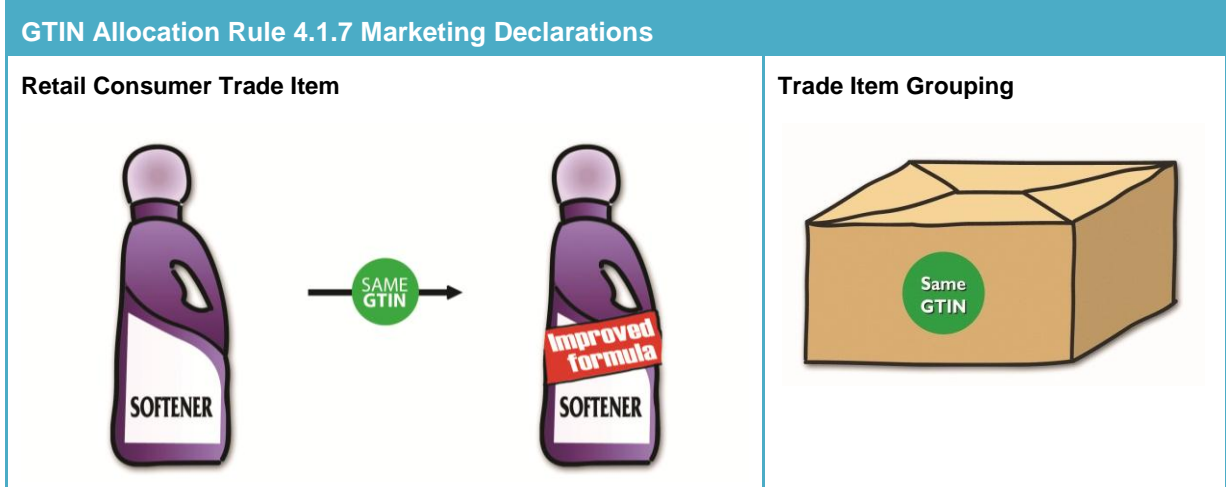 GTIN Allocation Rule 4.1.7 Marketing Declarations
Retail Consumer Trade Item
Trade Item Grouping
SAME
GTIN
Improved
formula
SOFTENER
SOFTENER
Same
GTIN